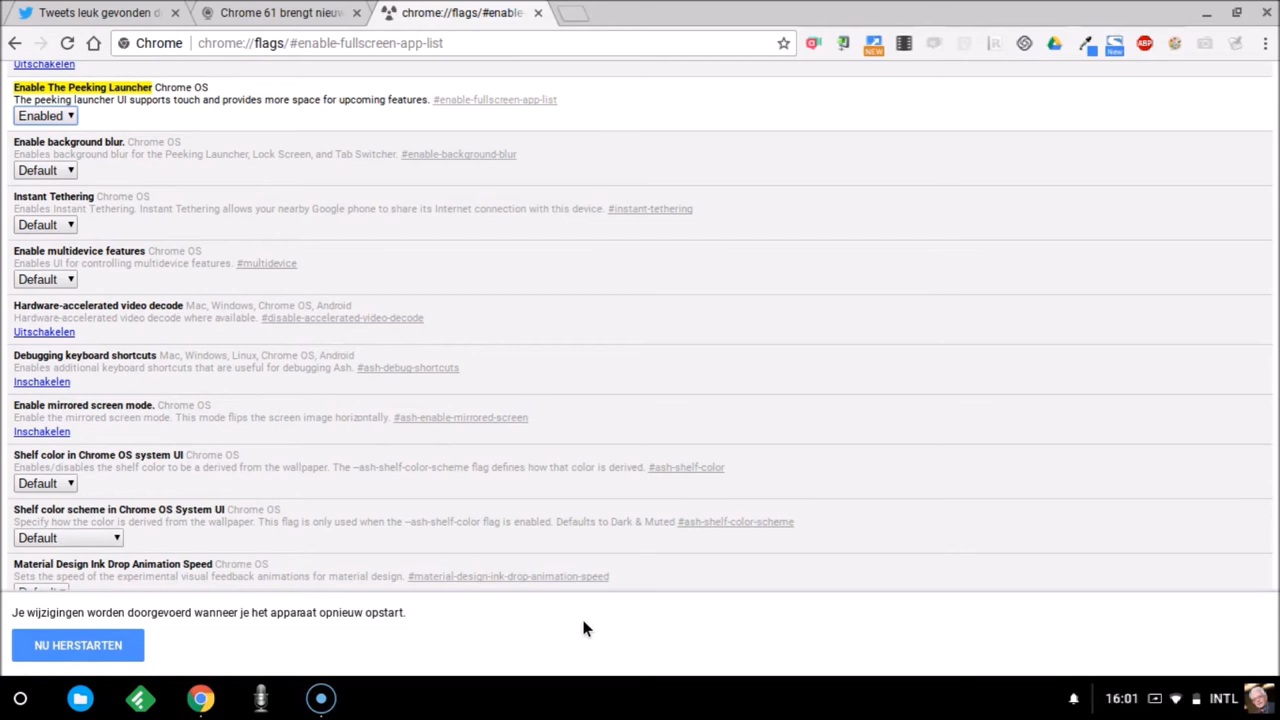 Tweets leuk gevonden d
Chrome 61 brengt nieuw
chrome://flags/#enable-
Chrome chrome://flags/#enable-fullscreen-app-list
NEW
New
ABP
Uitschakelen
Enable The Peeking Launcher Chrome OS
The peeking launcher UI supports touch and provides more space for upcoming features. #enable-fullscreen-app-list
Enabled
Enable background blur. Chrome OS
Enables background blur for the Peeking Launcher, Lock Screen, and Tab Switcher. #enable-background-blur
Default
Instant Tethering Chrome OS
Enables Instant Tethering. Instant Tethering allows your nearby Google phone to share its Internet connection with this device. #instant-tethering
Default
Enable multidevice features Chrome OS
Enables UI for controlling multidevice features. #multidevice
Default
Hardware-accelerated video decode Mac, Windows, Chrome OS, Android
Hardware-accelerated video decode where available. #disable-accelerated-video-decode
Uitschakelen
Debugging keyboard shortcuts Mac, Windows, Linux, Chrome OS, Android
Enables additional keyboard shortcuts that are useful for debugging Ash. #ash-debug-shortcuts
Inschakelen
Enable mirrored screen mode. Chrome OS
Enable the mirrored screen mode. This mode flips the screen image horizontally. #ash-enable-mirrored-screen
Inschakelen
Shelf color in Chrome OS system UI Chrome OS
Enables/disables the shelf color to be a derived from the wallpaper. The --ash-shelf-color-scheme flag defines how that color is derived. #ash-shelf-color
Default
Shelf color scheme in Chrome OS System UI Chrome OS
Specify how the color is derived from the wallpaper. This flag is only used when the --ash-shelf-color flag is enabled. Defaults to Dark & Muted #ash-shelf-color-scheme
Default
Material Design Ink Drop Animation Speed Chrome OS
Sets the speed of the experimental visual feedback animations for material design. #material-design-ink-drop-animation-speed
Default
Je wijzigingen worden doorgevoerd wanneer je het apparaat opnieuw opstart.
NU HERSTARTEN
16:01 INTL